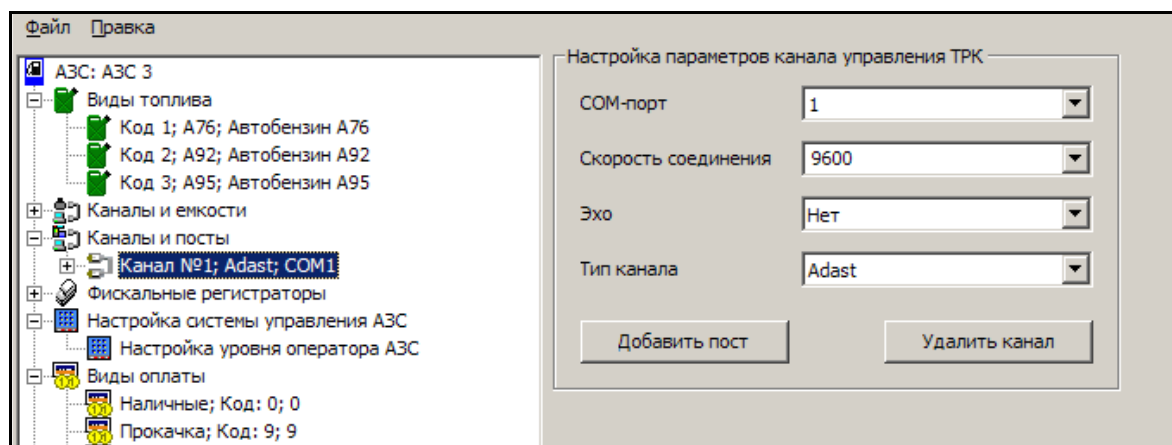 Файл Правка
АЗС: АЗС 3
Виды топлива
Код 1; А76; Автобензин А76
Код 2; А92; Автобензин А92
Код 3; А95; Автобензин А95
Каналы и емкости
Каналы и посты
Канал №1; Adast; COM1
Фискальные регистраторы
Настройка системы управления АЗС
Настройка уровня оператора АЗС
Виды оплаты
Наличные; Код: 0; 0
Прокачка; Код: 9; 9
Настройка параметров канала управления ТРК
COM-порт 1
Скорость соединения 9600
Эхо Нет
Тип канала Adast
Добавить пост Удалить канал